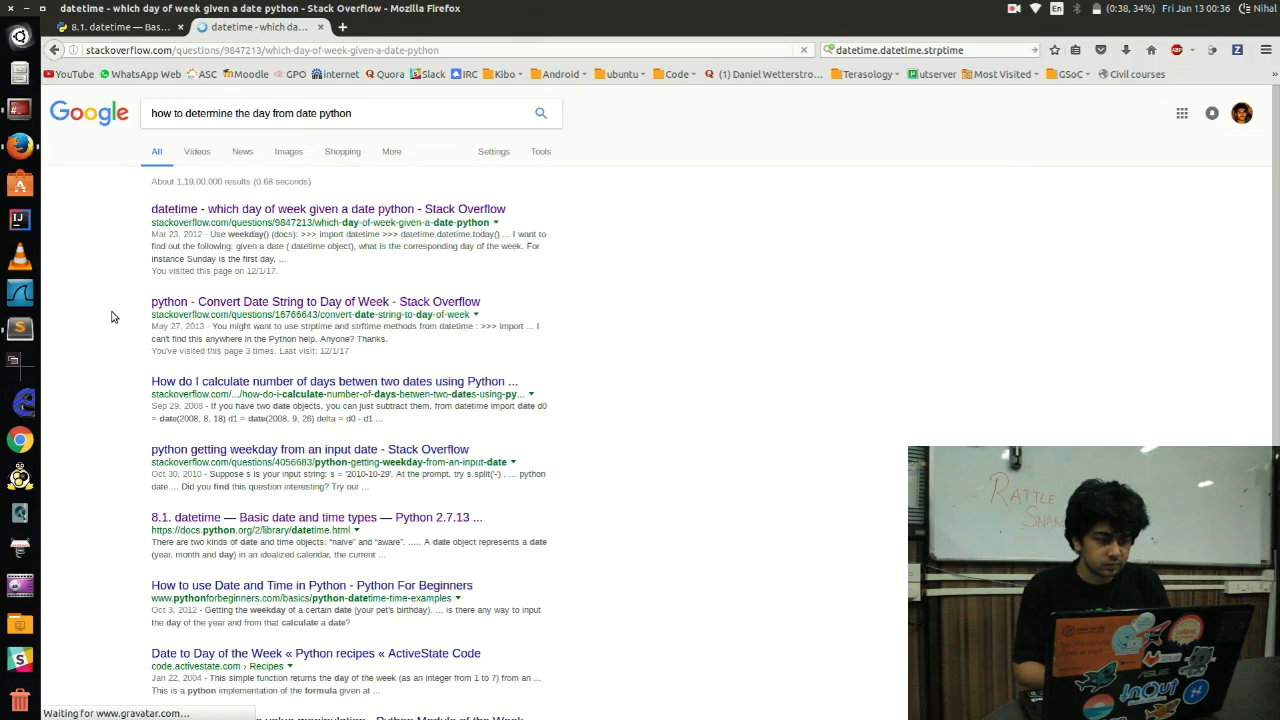 datetime - which da... - Stack Overflow - Mozilla Firefox
En
(0:38, 34%) Fri Jan 13 00:36 Nihal
8.1. datetime — Bas...
datetime - which da...
stackoverflow.com/questions/9847213/which-day-of-week-given-a-date-python
datetime.datetime.strptime
YouTube WhatsApp Web ASC Moodle GPO internet Quora Slack IRC Kibo Android ubuntu Code [1] Daniel Wetterstro... Terasology utserver Most Visited GSoC Civil courses
Google
how to determine the day from date python
All Videos News Images Shopping More Settings Tools
About 1,19,00,000 results (0.68 seconds)
datetime - which day of week given a date python - Stack Overflow
stackoverflow.com/questions/9847213/which-day-of-week-given-a-date-python
Mar 23, 2012 - Use weekday() (docs): >>> import datetime >>> datetime.datetime.today() ... I want to
find out the following: given a date ( datetime object), what is the corresponding day of the week. For
instance Sunday is the first day, ...
You visited this page on 12/1/17.
python - Convert Date String to Day of Week - Stack Overflow
stackoverflow.com/questions/16766643/convert-date-string-to-day-of-week
May 27, 2013 - You might want to use strptime and strftime methods from datetime : >>> import ... I
can't find this anywhere in the Python help. Anyone? Thanks.
You've visited this page 3 times. Last visit: 12/1/17
How do I calculate number of days betwen two dates using Python ...
stackoverflow.com/.../how-do-i-calculate-number-of-days-betwen-two-dates-using-py...
Sep 29, 2008 - If you have two date objects, you can just subtract them. from datetime import date d0
= date(2008, 8, 18) d1 = date(2008, 9, 26) delta = d0 - d1 ...
python getting weekday from an input date - Stack Overflow
stackoverflow.com/questions/4056683/python-getting-weekday-from-an-input-date
Oct 30, 2010 - Suppose s is your input string: s = '2010-10-29'. At the prompt, try s.split('-) . ... python
date ... Did you find this question interesting? Try our ...
8.1. datetime — Basic date and time types — Python 2.7.13 ...
https://docs.python.org/2/library/datetime.html
There are two kinds of date and time objects: “naive” and “aware”. ..... A date object represents a date
(year, month and day) in an idealized calendar, the current ...
How to use Date and Time in Python - Python For Beginners
www.pythonforbeginners.com/basics/python-datetime-time-examples
Oct 3, 2012 - Getting the weekday of a certain date (your pet's birthday). ... is there any way to input
the day of the year and from that calculate a date?
Date to Day of the Week « Python recipes « ActiveState Code
code.activestate.com › Recipes
Jan 22, 2004 - This simple function returns the day of the week (as an integer from 1 to 7) from an ...
This is a python implementation of the formula given at ...
value manipulation - Python Module of the Week
Waiting for www.gravatar.com...
RATTLE
SNAK
InOut